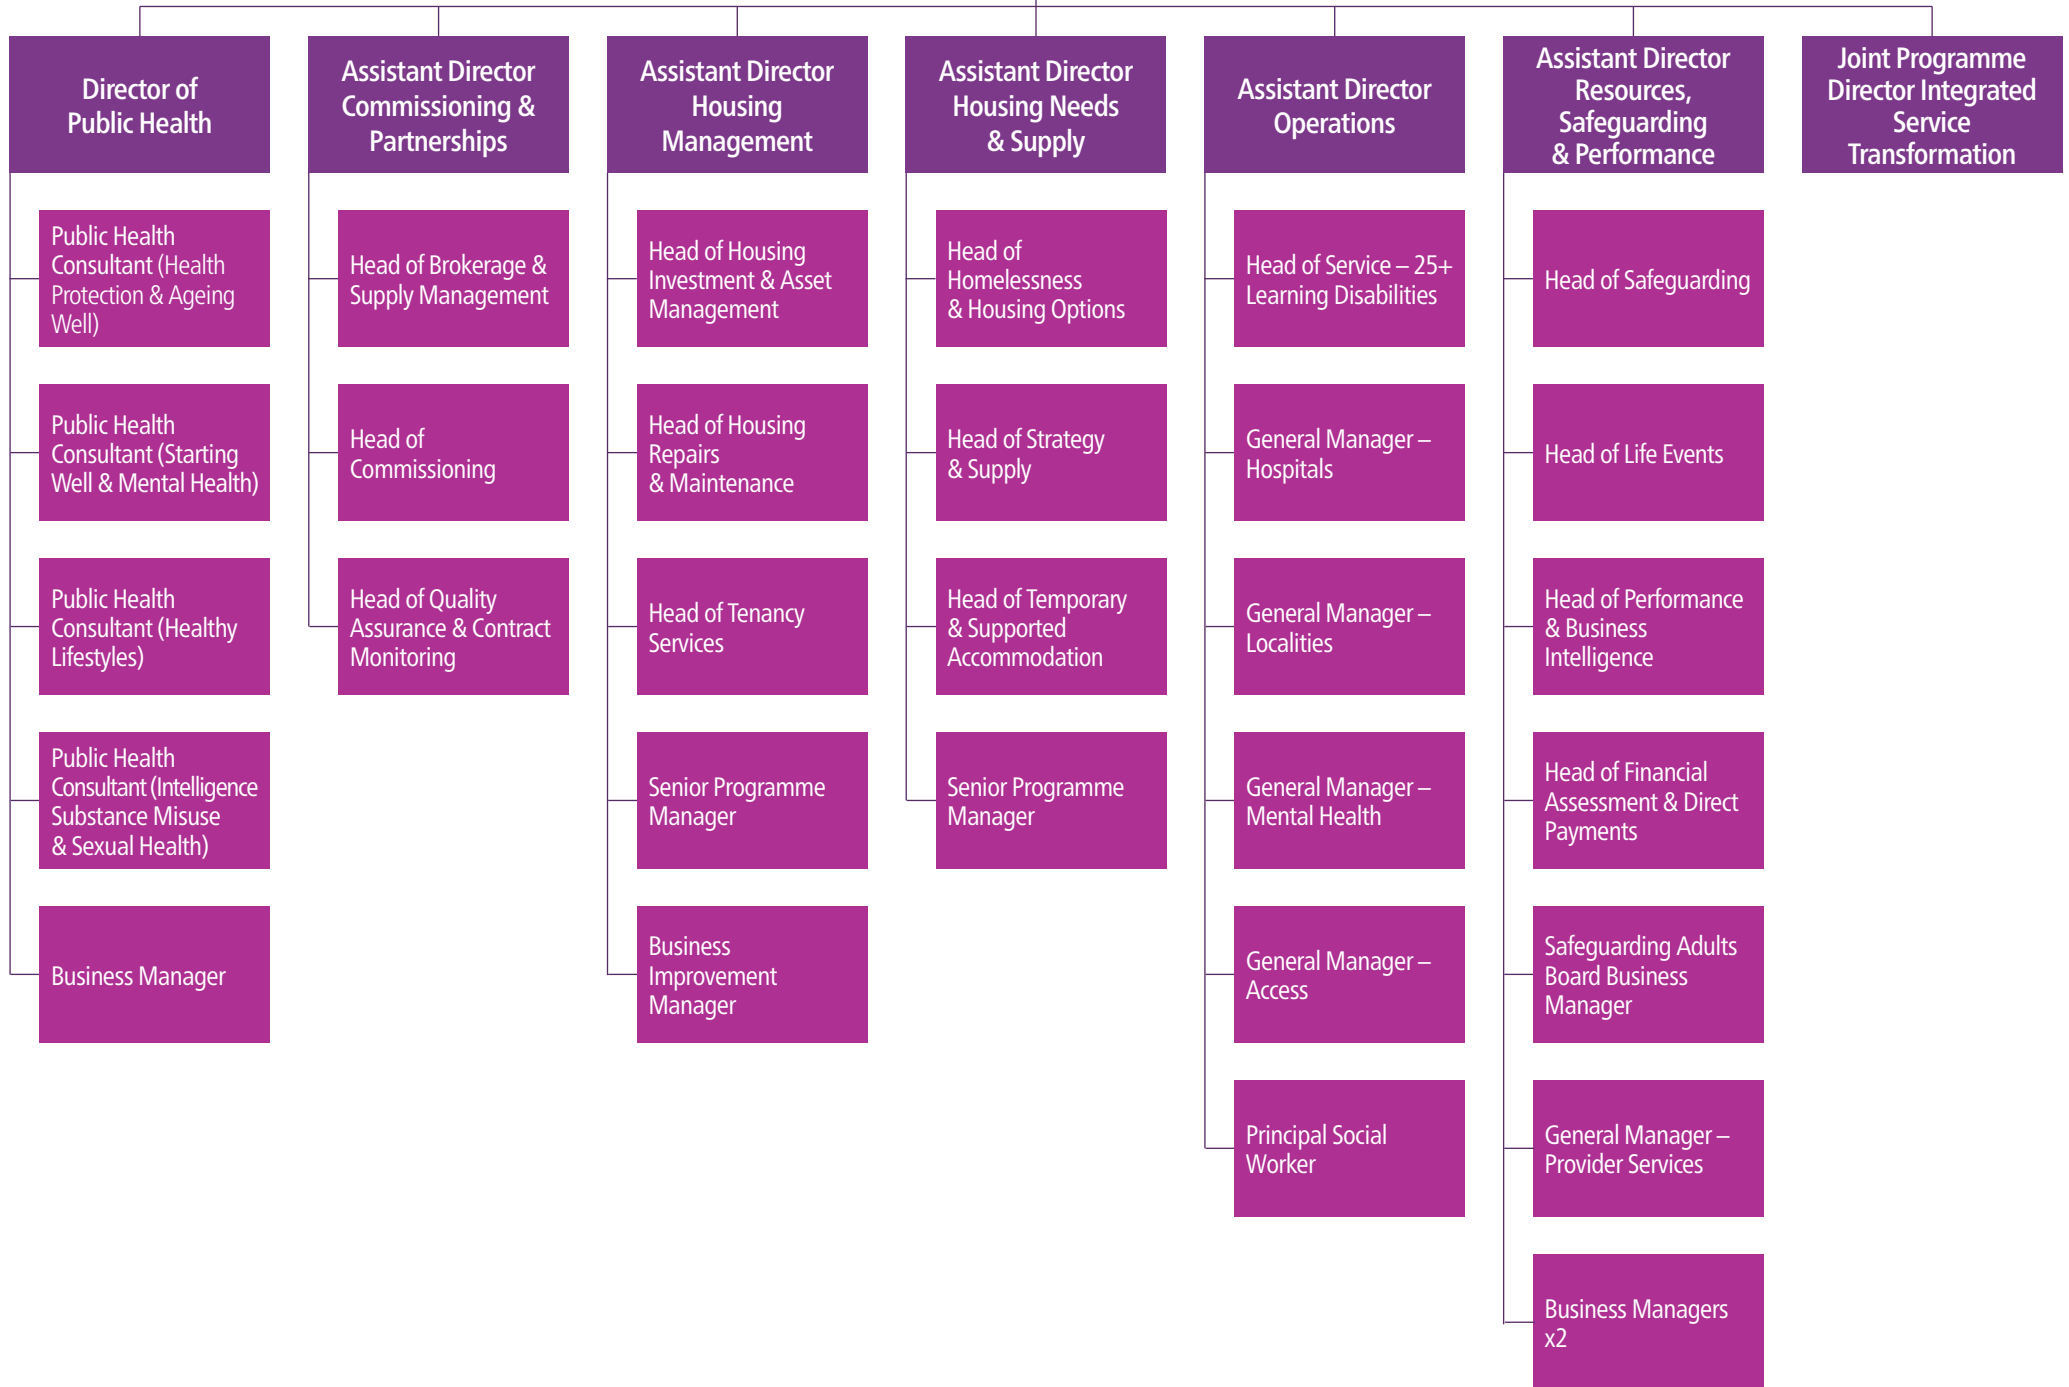 Director of
Public Health
Assistant Director
Commissioning &
Partnerships
Assistant Director
Housing
Management
Assistant Director
Housing Needs
& Supply
Assistant Director
Operations
Assistant Director
Resources,
Safeguarding
& Performance
Joint Programme
Director Integrated
Service
Transformation
Public Health
Consultant (Health
Protection & Ageing
Well)
Public Health
Consultant (Starting
Well & Mental Health)
Public Health
Consultant (Healthy
Lifestyles)
Public Health
Consultant (Intelligence
Substance Misuse
& Sexual Health)
Business Manager
Head of Brokerage &
Supply Management
Head of
Commissioning
Head of Quality
Assurance & Contract
Monitoring
Head of Housing
Investment & Asset
Management
Head of Housing
Repairs
& Maintenance
Head of Tenancy
Services
Senior Programme
Manager
Business
Improvement
Manager
Head of
Homelessness
& Housing Options
Head of Strategy
& Supply
Head of Temporary
& Supported
Accommodation
Senior Programme
Manager
Head of Service – 25+
Learning Disabilities
General Manager –
Hospitals
General Manager –
Localities
General Manager –
Mental Health
General Manager –
Access
Principal Social
Worker
Head of Safeguarding
Head of Life Events
Head of Performance
& Business
Intelligence
Head of Financial
Assessment & Direct
Payments
Safeguarding Adults
Board Business
Manager
General Manager –
Provider Services
Business Managers
x2